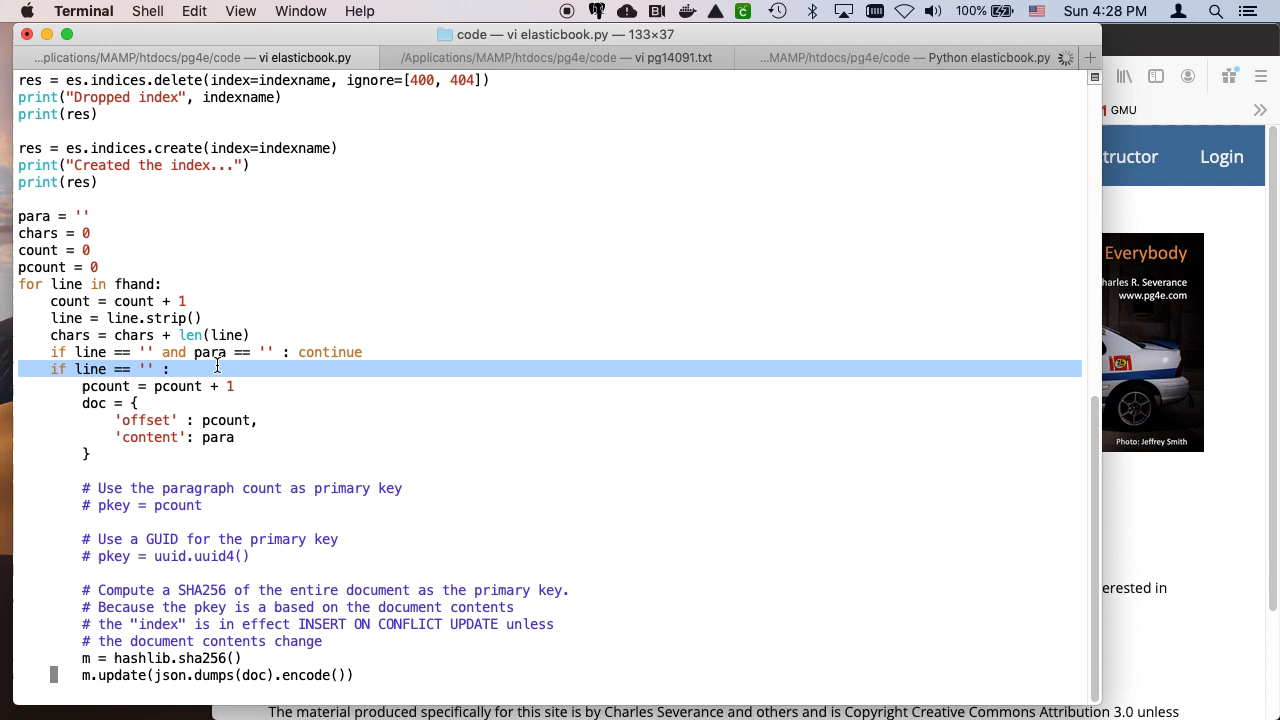 Terminal Shell Edit View Window Help 100% Sun 4:28 PM
code — vi elasticbook.py — 133×37
...plications/MAMP/htdocs/pg4e/code — vi elasticbook.py /Applications/MAMP/htdocs/pg4e/code — vi pg14091.txt ...MAMP/htdocs/pg4e/code — Python elasticbook.py
res = es.indices.delete(index=indexname, ignore=[400, 404])
print("Dropped index", indexname)
print(res)
res = es.indices.create(index=indexname)
print("Created the index...")
print(res)
para = ''
chars = 0
count = 0
pcount = 0
for line in fhand:
    count = count + 1
    line = line.strip()
    chars = chars + len(line)
    if line == '' and para == '' : continue
    if line == '' :
        pcount = pcount + 1
        doc = {
            'offset' : pcount,
            'content': para
        }
        # Use the paragraph count as primary key
        # pkey = pcount
        # Use a GUID for the primary key
        # pkey = uuid.uuid4()
        # Compute a SHA256 of the entire document as the primary key.
        # Because the pkey is a based on the document contents
        # the "index" is in effect INSERT ON CONFLICT UPDATE unless
        # the document contents change
        m = hashlib.sha256()
        m.update(json.dumps(doc).encode())
GMU
tructor Login
Everybody
harles R. Severance
www.pg4e.com
Photo: Jeffrey Smith
erested in
The material produced specifically for this site is by Charles Severance and others and is Copyright Creative Commons Attribution 3.0 unless